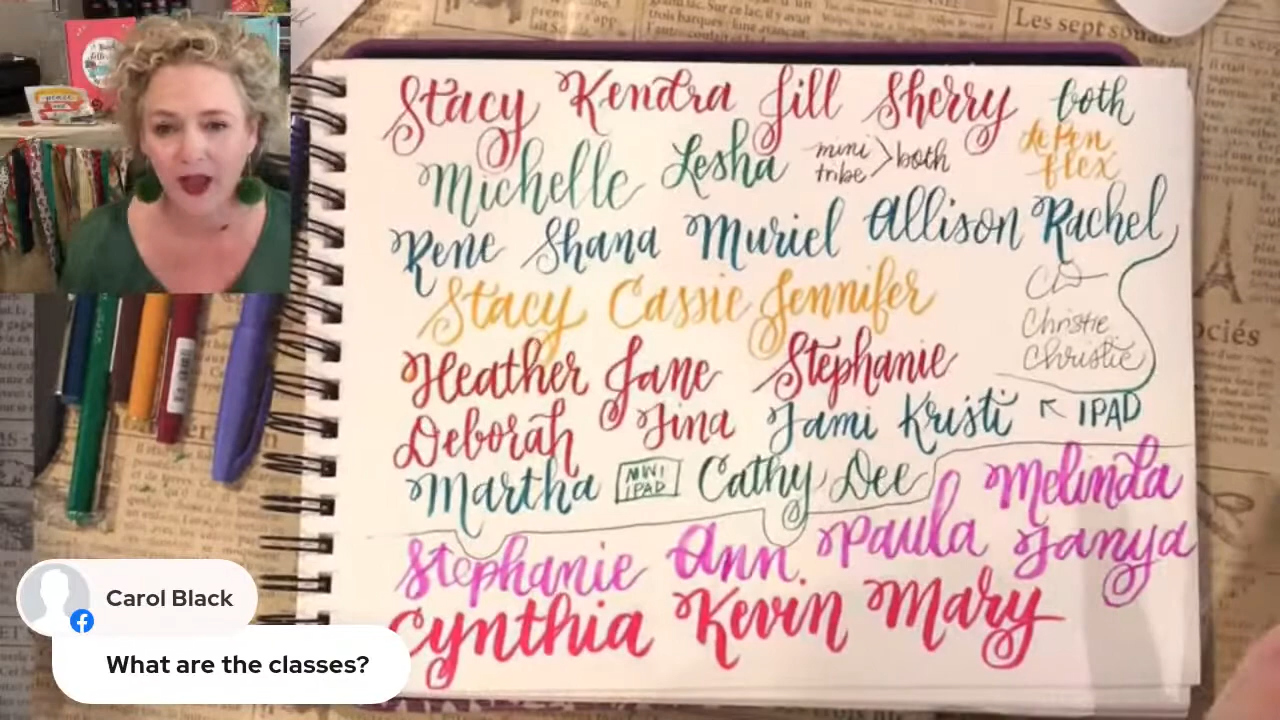 Stacy Kendra Jill Sherry both
Michelle Lesha mini tribe > both
flex
Rene Shana Muriel Allison Rachel
Stacy Cassie Jennifer
Christie
Christie
Heather Jane Stephanie
Deborah Tina Jami Kristi ↖ IPAD
Martha MINI IPAD Cathy Dee
Melinda
Stephanie Ann Paula Tanya
Cynthia Kevin Mary
Les sept
ociés
Carol Black
What are the classes?